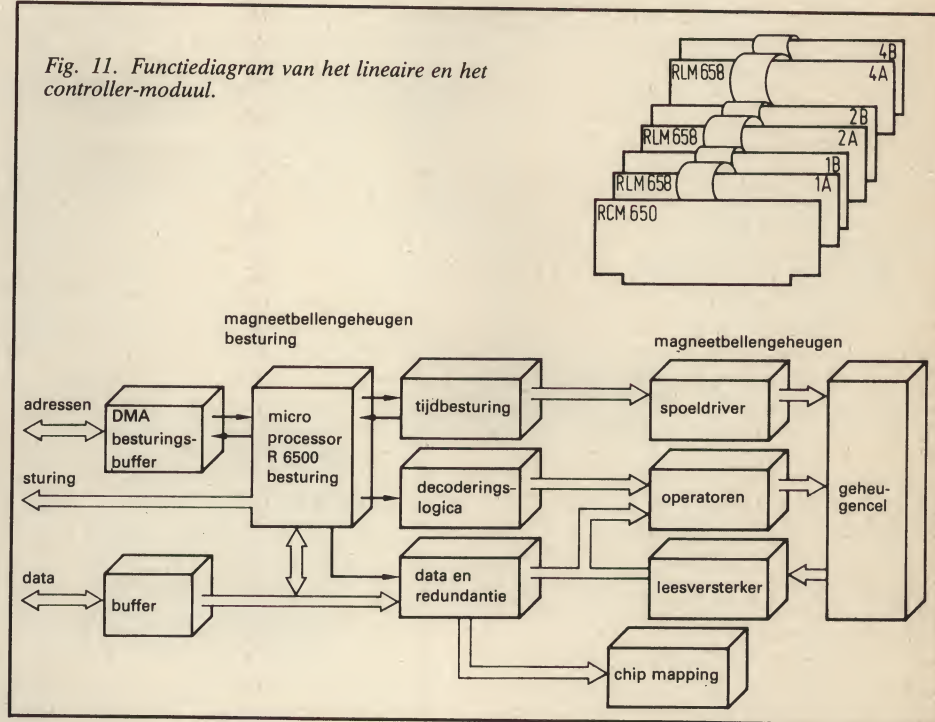 Fig. 11. Functiediagram van het lineaire en het
controller-moduul.
4B
RLM 658
4A
2B
RLM 658
2A
1B
RLM 658
1A
RCM 650
magneetbellengeheugen
besturing
magneetbellengeheugen
adressen
DMA
besturings-
buffer
micro
processor
R 6500
besturing
tijdbesturing
spoeldriver
sturing
decoderings-
logica
operatoren
geheu-
gencel
data
buffer
data en
redundantie
leesversterker
chip mapping